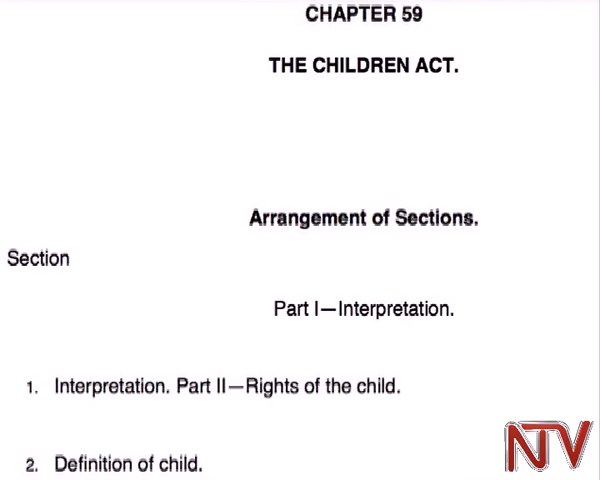 CHAPTER 59
THE CHILDREN ACT.
Arrangement of Sections.
Section
Part I—Interpretation.
1. Interpretation. Part II—Rights of the child.
2. Definition of child.
NTV